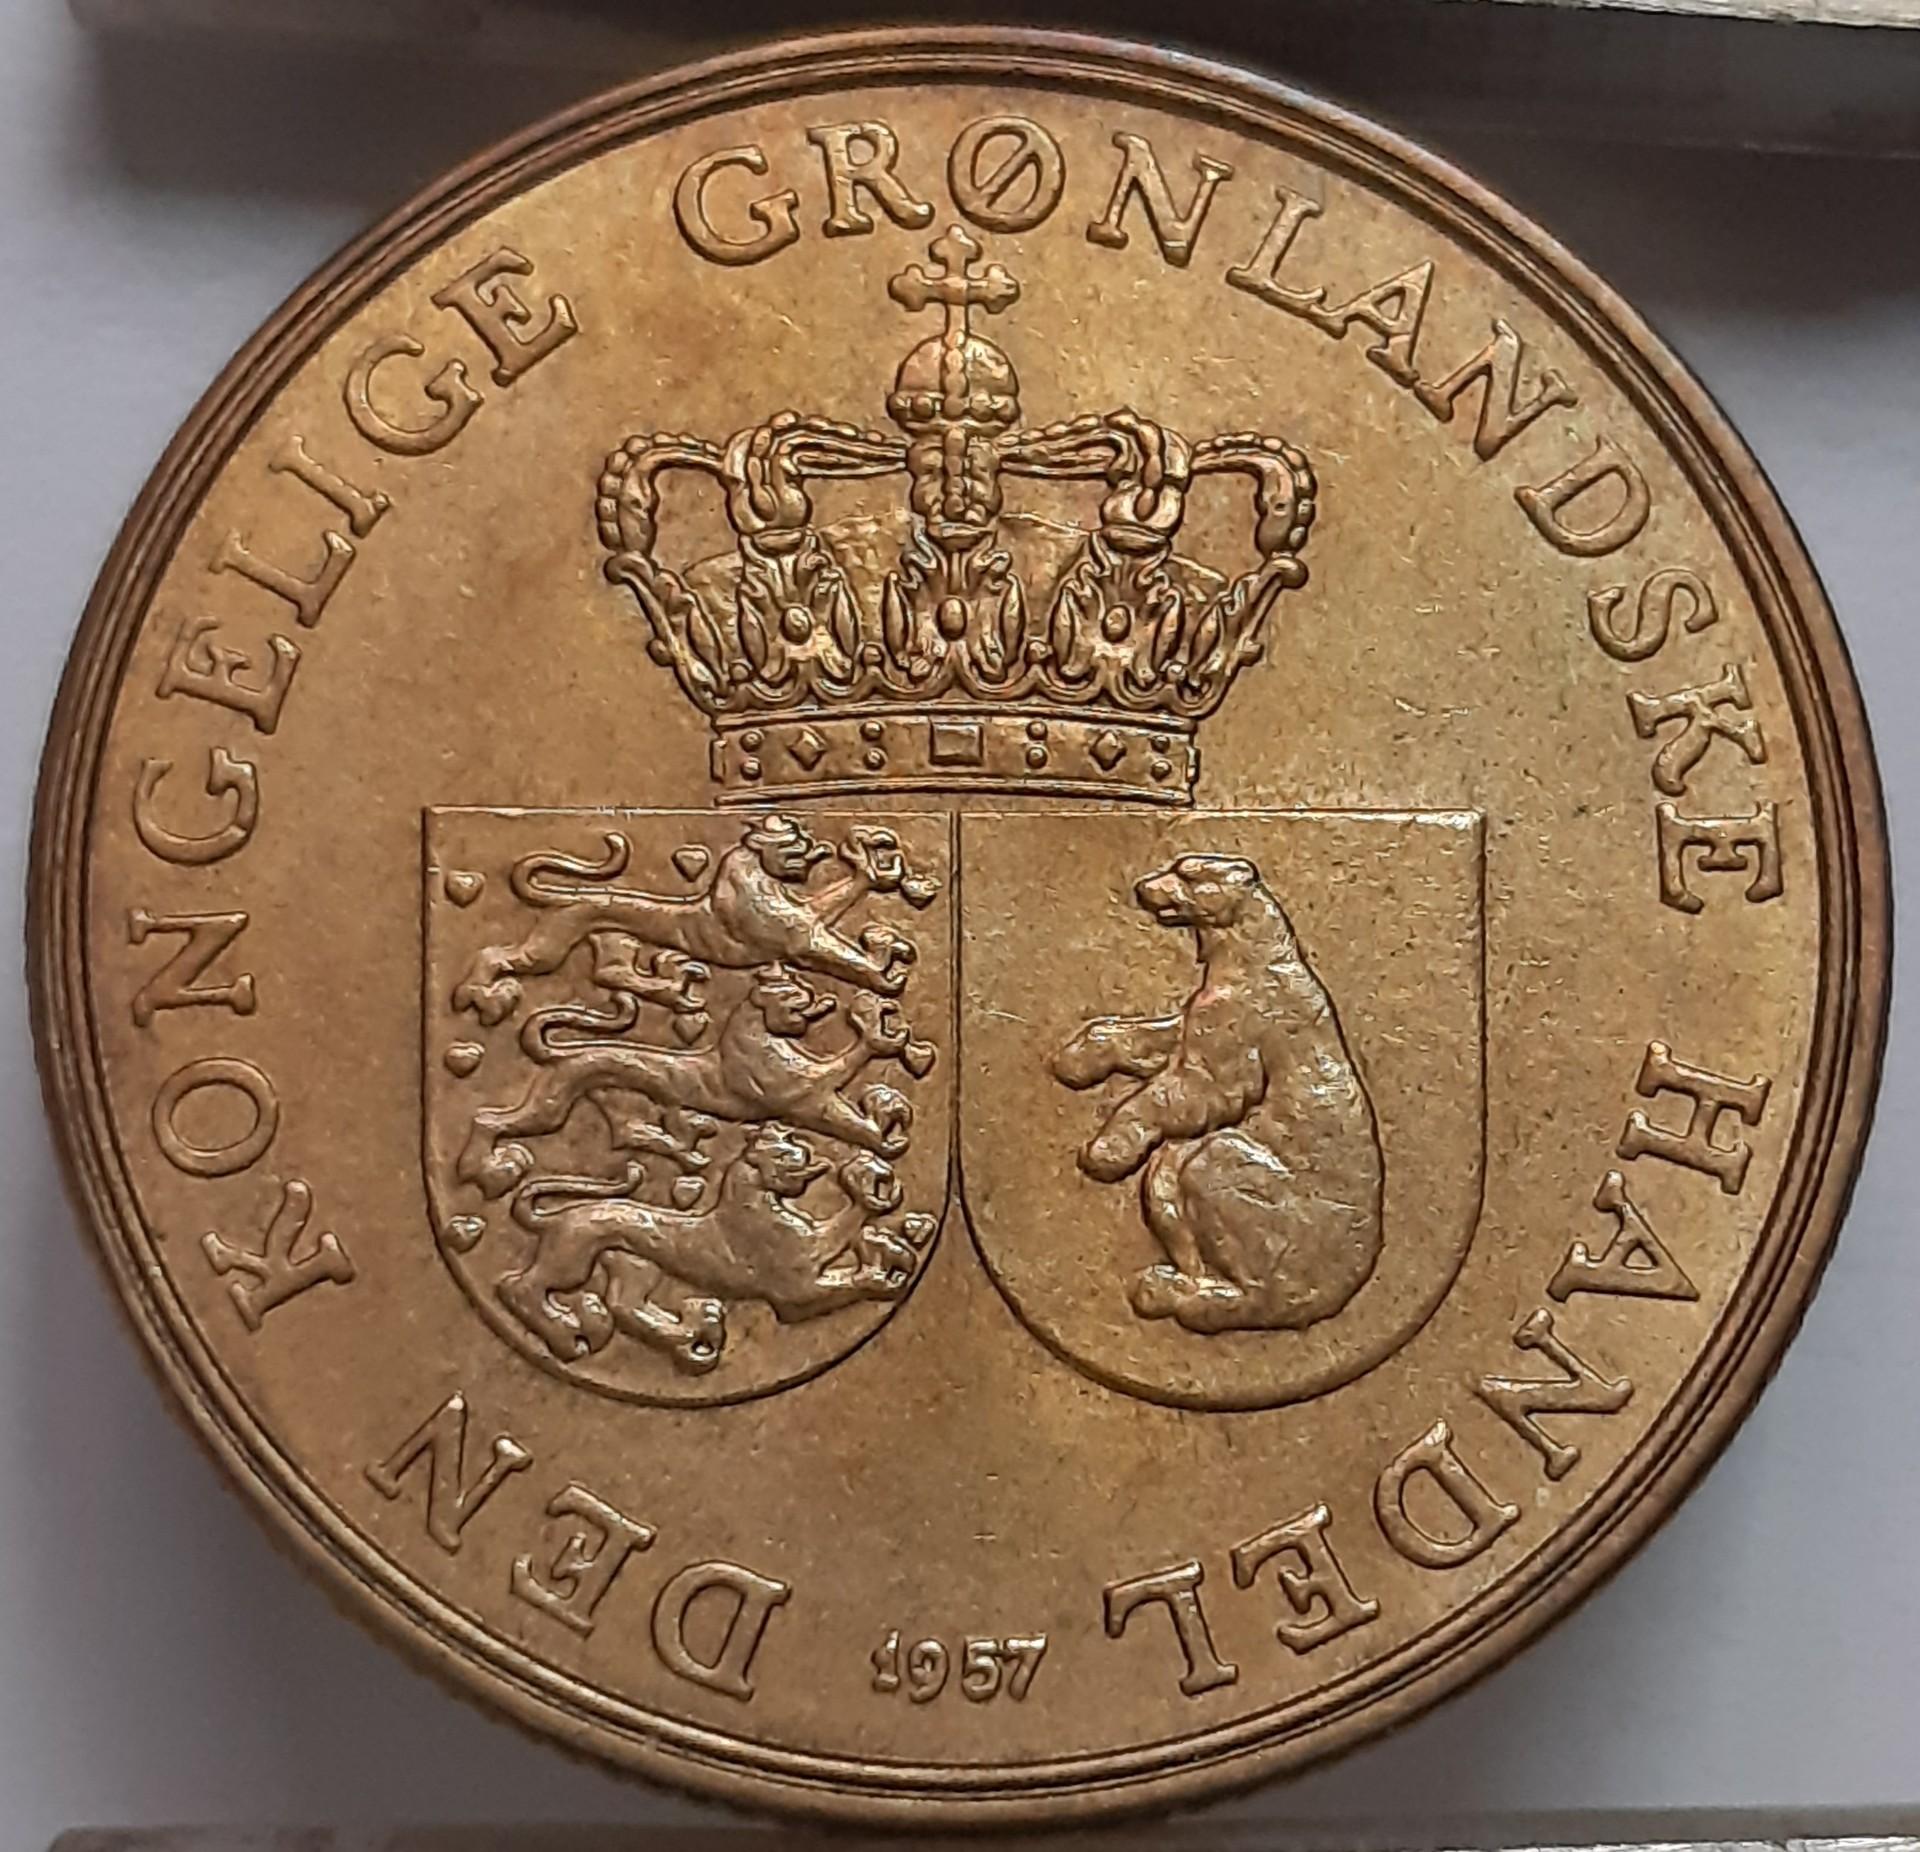 DEN KONGELIGE GRØNLANDSKE HANDEL
1957